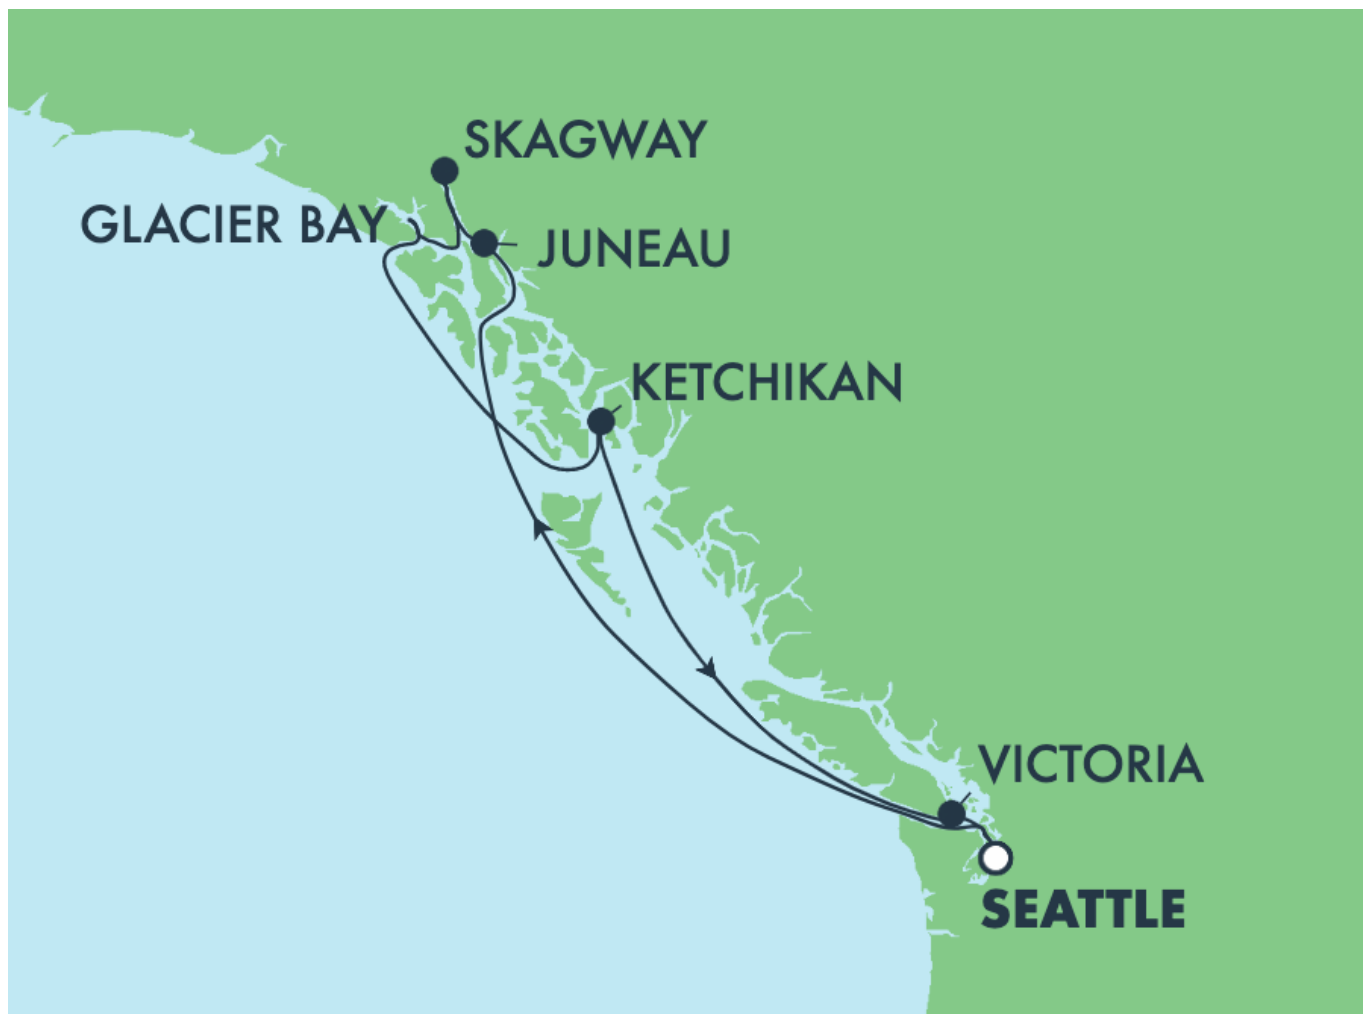 SKAGWAY
GLACIER BAY
JUNEAU
KETCHIKAN
VICTORIA
SEATTLE